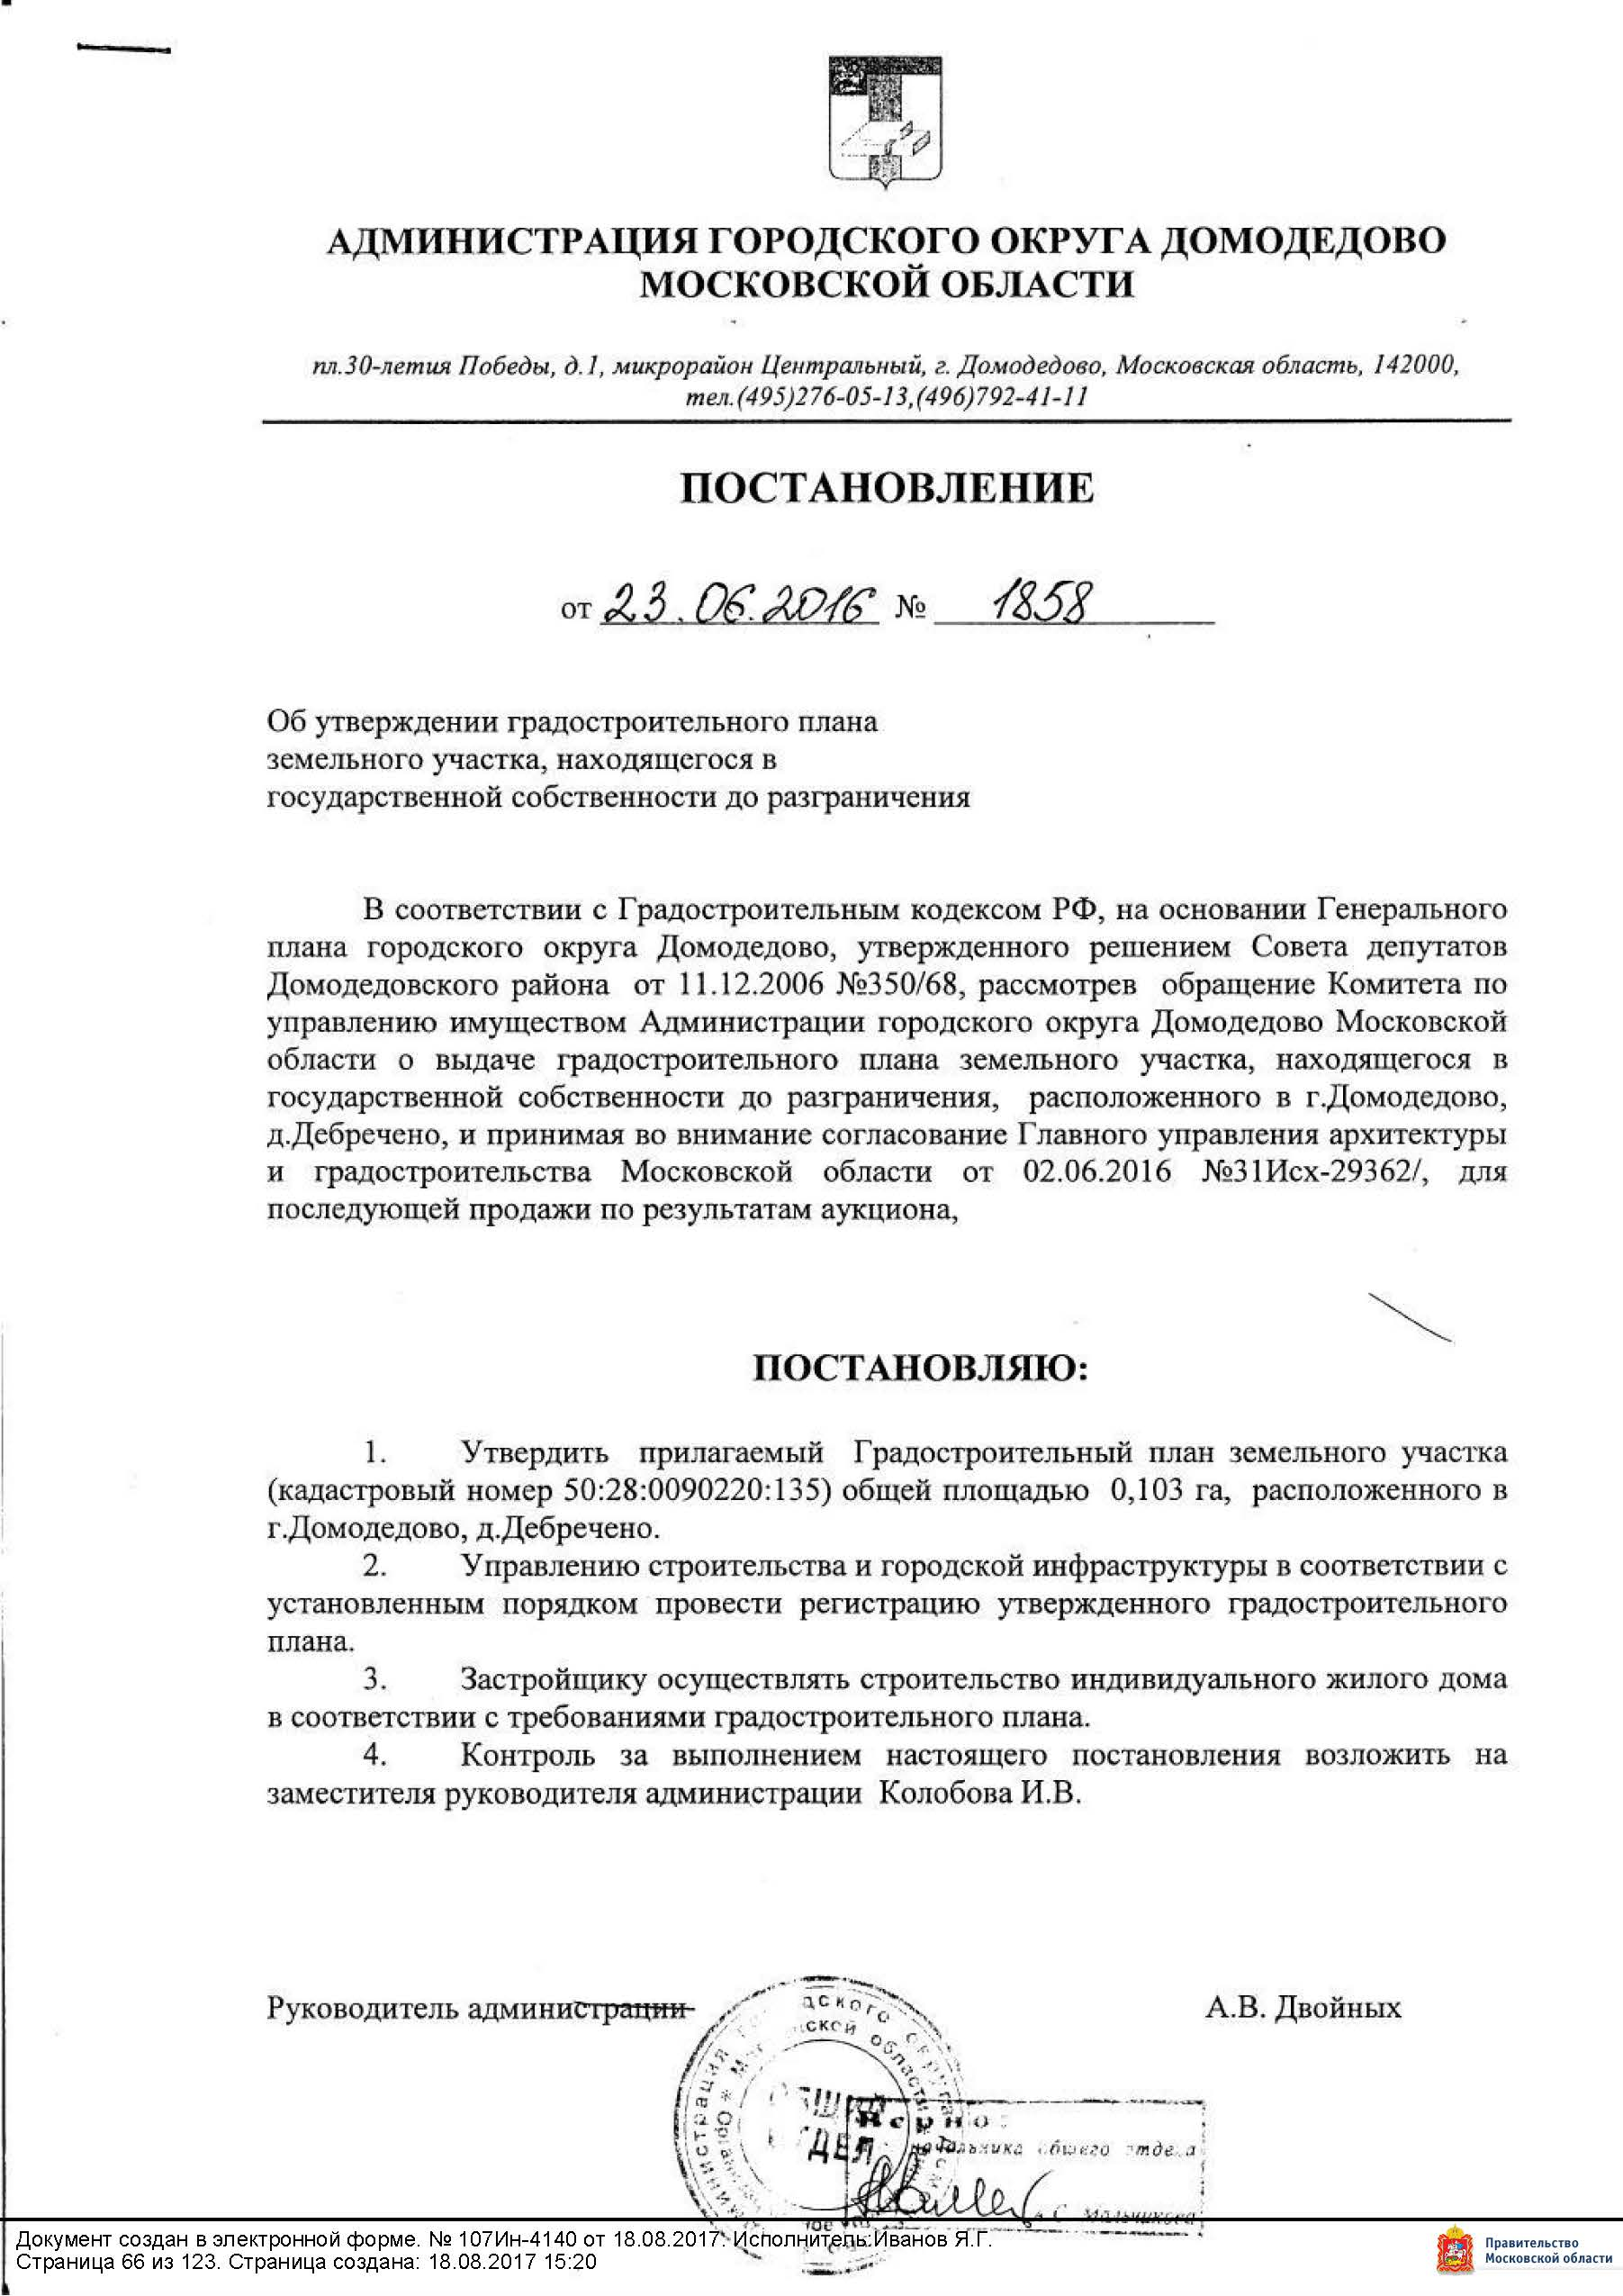 АДМИНИСТРАЦИЯ ГОРОДСКОГО ОКРУГА ДОМОДЕДОВО
МОСКОВСКОЙ ОБЛАСТИ
пл.30-летия Победы, д.1, микрорайон Центральный, г. Домодедово, Московская область, 142000,
тел.(495)276-05-13,(496)792-41-11
ПОСТАНОВЛЕНИЕ
от 23.06.2016 № 1858
Об утверждении градостроительного плана
земельного участка, находящегося в
государственной собственности до разграничения
В соответствии с Градостроительным кодексом РФ, на основании Генерального
плана городского округа Домодедово, утвержденного решением Совета депутатов
Домодедовского района от 11.12.2006 №350/68, рассмотрев обращение Комитета по
управлению имуществом Администрации городского округа Домодедово Московской
области о выдаче градостроительного плана земельного участка, находящегося в
государственной собственности до разграничения, расположенного в г.Домодедово,
д.Дебречено, и принимая во внимание согласование Главного управления архитектуры
и градостроительства Московской области от 02.06.2016 №31Исх-29362/, для
последующей продажи по результатам аукциона,
ПОСТАНОВЛЯЮ:
1. Утвердить прилагаемый Градостроительный план земельного участка
(кадастровый номер 50:28:0090220:135) общей площадью 0,103 га, расположенного в
г.Домодедово, д.Дебречено.
2. Управлению строительства и городской инфраструктуры в соответствии с
установленным порядком провести регистрацию утвержденного градостроительного
плана.
3. Застройщику осуществлять строительство индивидуального жилого дома
в соответствии с требованиями градостроительного плана.
4. Контроль за выполнением настоящего постановления возложить на
заместителя руководителя администрации Колобова И.В.
Руководитель администрации А.В. Двойных
ОБЩИЙ
ОТДЕЛ
Верно
начальника общего отдела
Документ создан в электронной форме. № 107Ин-4140 от 18.08.2017. Исполнитель:Иванов Я.Г.
Страница 66 из 123. Страница создана: 18.08.2017 15:20
Правительство
Московской области